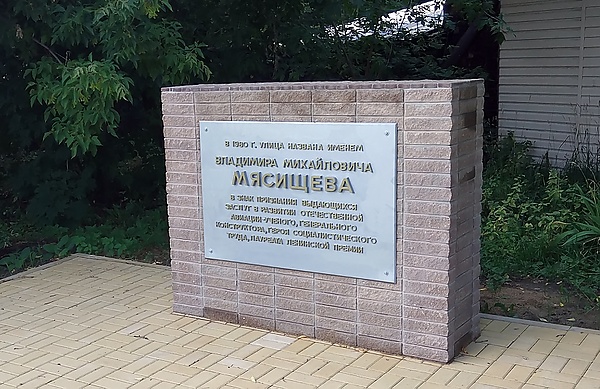 В 1980 Г. УЛИЦА НАЗВАНА ИМЕНЕМ
ВЛАДИМИРА МИХАЙЛОВИЧА
МЯСИЩЕВА
В ЗНАК ПРИЗНАНИЯ ВЫДАЮЩИХСЯ
ЗАСЛУГ В РАЗВИТИИ ОТЕЧЕСТВЕННОЙ
АВИАЦИИ-УЧЕНОГО, ГЕНЕРАЛЬНОГО
КОНСТРУКТОРА, ГЕРОЯ СОЦИАЛИСТИЧЕСКОГО
ТРУДА, ЛАУРЕАТА ЛЕНИНСКОЙ ПРЕМИИ